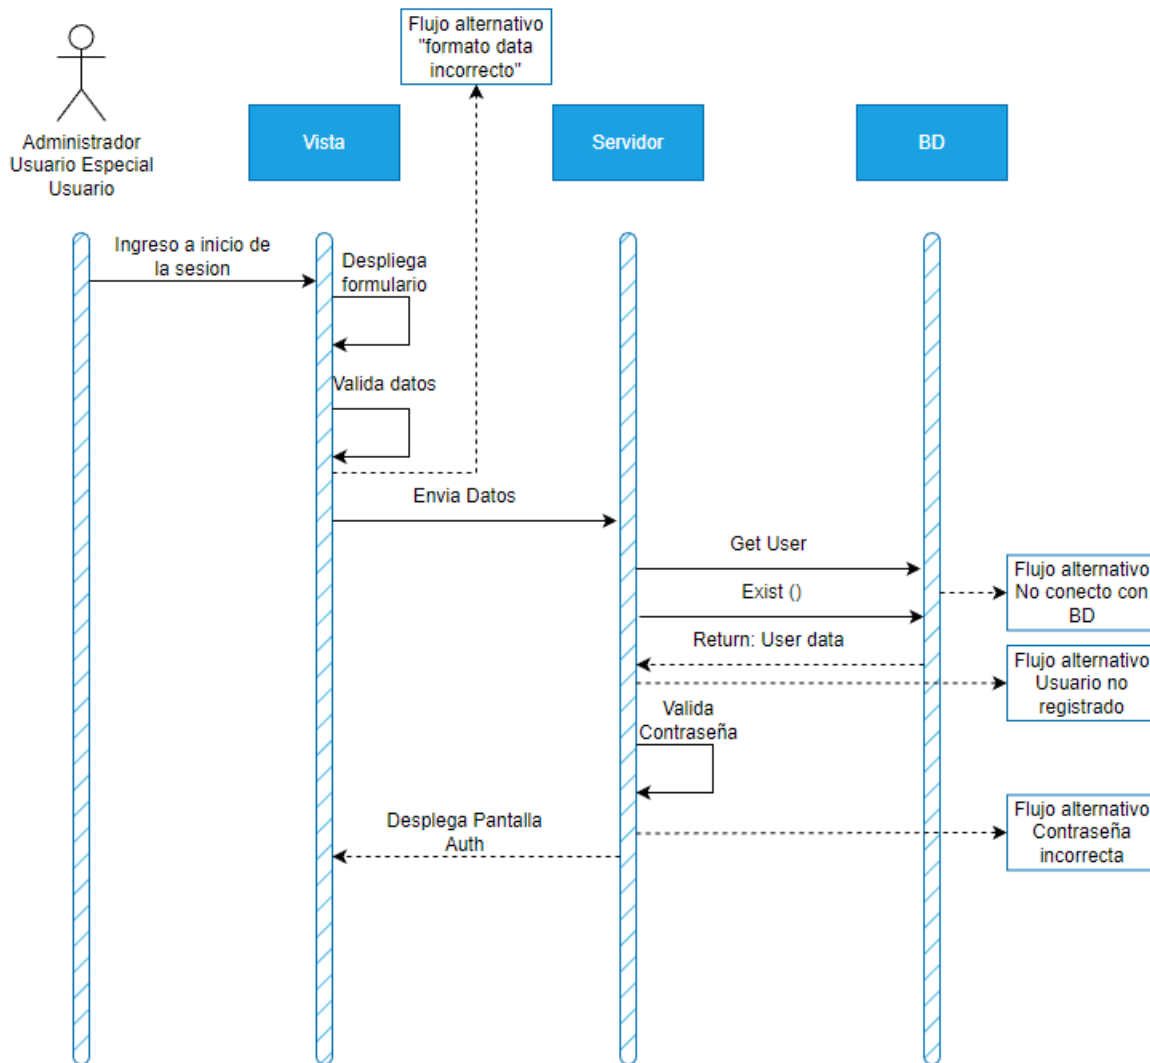 Flujo alternativo
"formato data
incorrecto"
Administrador
Usuario Especial
Usuario
Vista
Servidor
BD
Ingreso a inicio de
la sesion
Despliega
formulario
Valida datos
Envia Datos
Get User
Exist ()
Flujo alternativo
No conecto con
BD
Return: User data
Flujo alternativo
Usuario no
registrado
Valida
Contraseña
Desplega Pantalla
Auth
Flujo alternativo
Contraseña
incorrecta